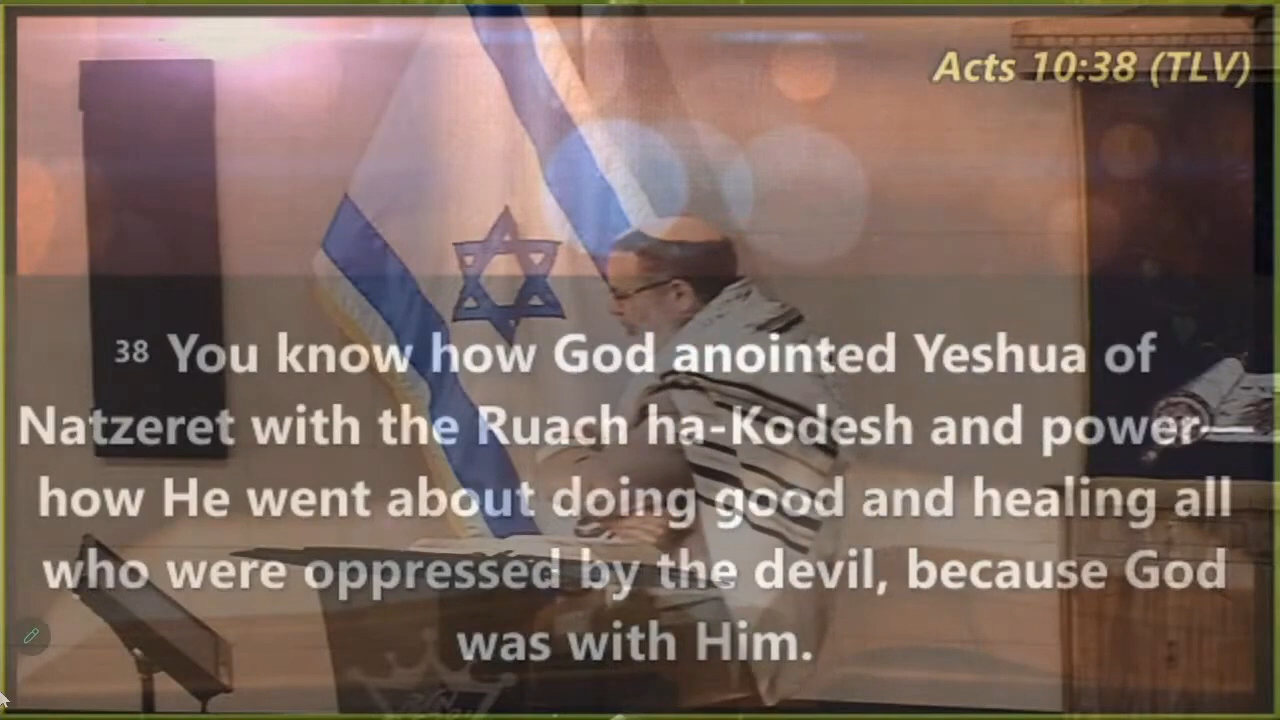 Acts 10:38 (TLV)
38 You know how God anointed Yeshua of
Natzeret with the Ruach ha-Kodesh and power—
how He went about doing good and healing all
who were oppressed by the devil, because God
was with Him.